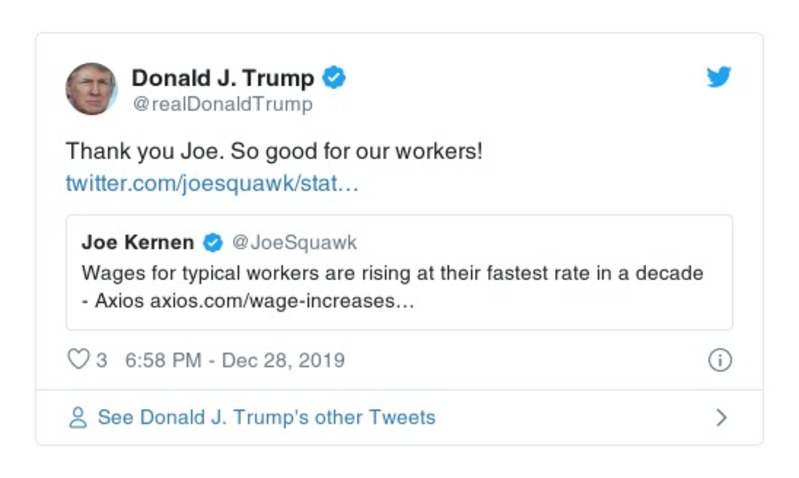 Donald J. Trump
@realDonaldTrump
Thank you Joe. So good for our workers!
twitter.com/joesquawk/stat…
Joe Kernen @JoeSquawk
Wages for typical workers are rising at their fastest rate in a decade
- Axios axios.com/wage-increases…
3 6:58 PM - Dec 28, 2019
See Donald J. Trump's other Tweets